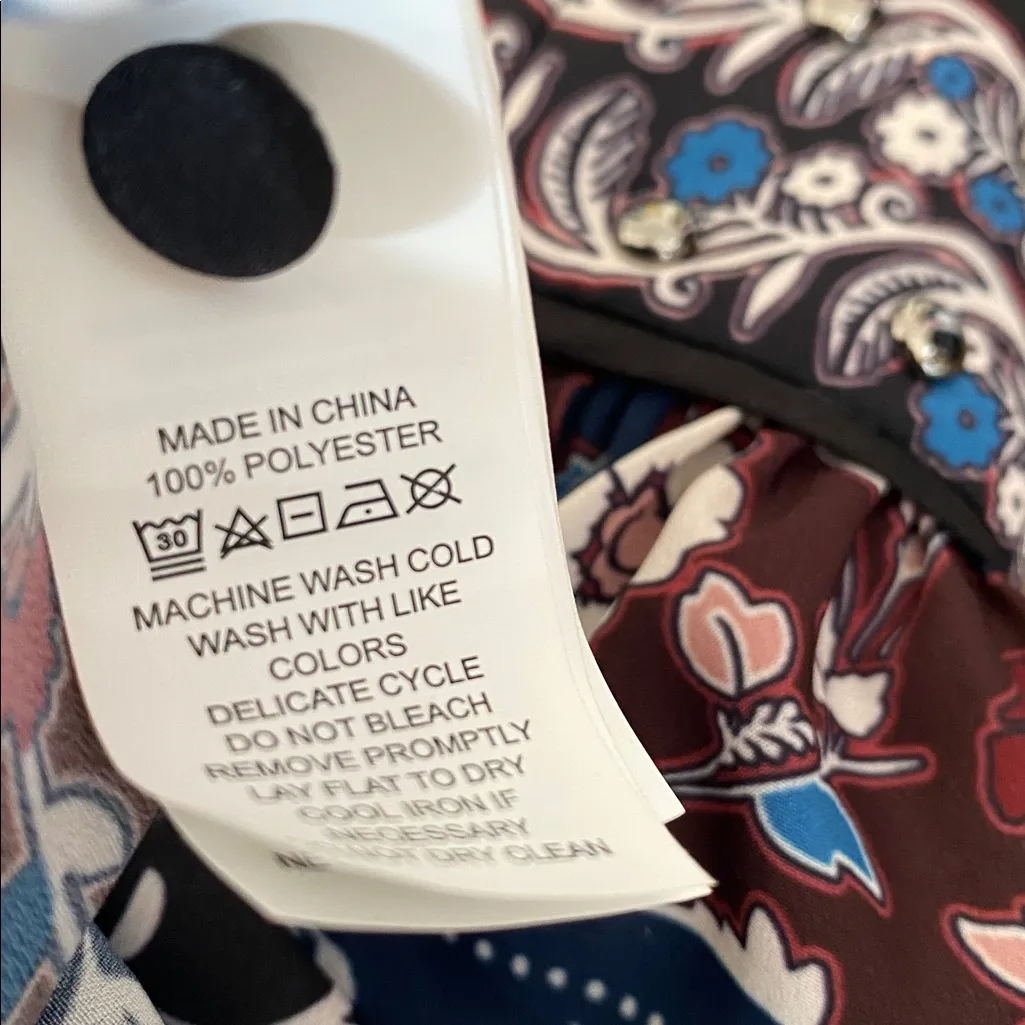 MADE IN CHINA
100% POLYESTER
30
MACHINE WASH COLD
WASH WITH LIKE
COLORS
DELICATE CYCLE
DO NOT BLEACH
REMOVE PROMPTLY
LAY FLAT TO DRY
COOL IRON IF
NECESSARY
NOT DRY CLEAN